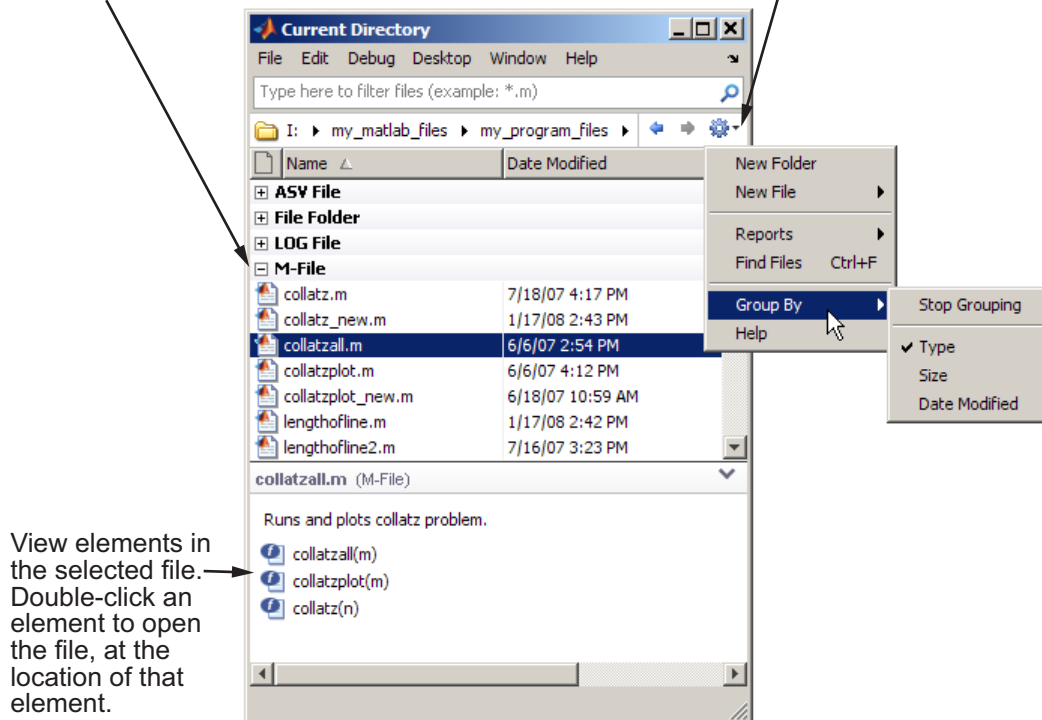 Current Directory
File Edit Debug Desktop Window Help
Type here to filter files (example: *.m)
I: my_matlab_files my_program_files
Name Date Modified
ASV File
File Folder
LOG File
M-File
collatz.m 7/18/07 4:17 PM
collatz_new.m 1/17/08 2:43 PM
collatzall.m 6/6/07 2:54 PM
collatzplot.m 6/6/07 4:12 PM
collatzplot_new.m 6/18/07 10:59 AM
lengthofline.m 1/17/08 2:42 PM
lengthofline2.m 7/16/07 3:23 PM
New Folder
New File
Reports
Find Files Ctrl+F
Group By
Help
Stop Grouping
Type
Size
Date Modified
collatzall.m (M-File)
Runs and plots collatz problem.
collatzall(m)
collatzplot(m)
collatz(n)
View elements in
the selected file.
Double-click an
element to open
the file, at the
location of that
element.